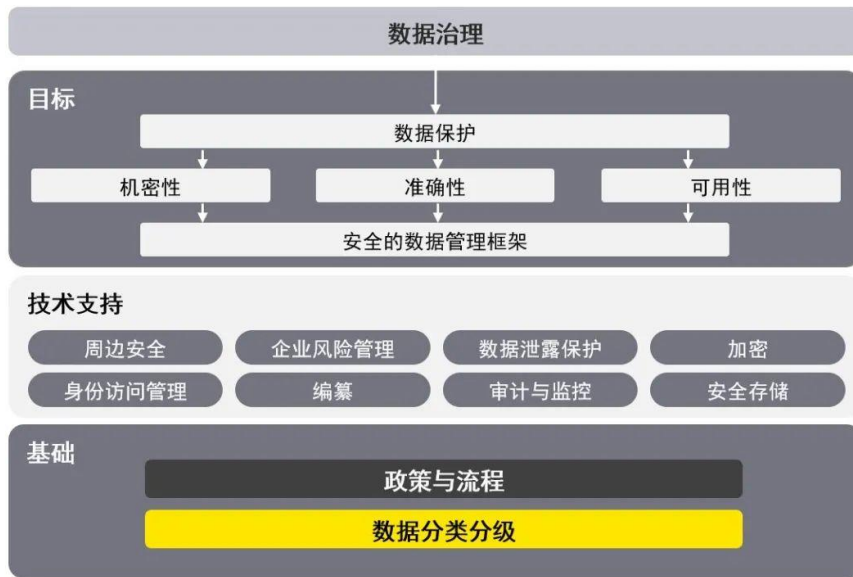 数据治理
目标
数据保护
机密性 准确性 可用性
安全的数据管理框架
技术支持
周边安全 企业风险管理 数据泄露保护 加密
身份访问管理 编纂 审计与监控 安全存储
基础
政策与流程
数据分类分级